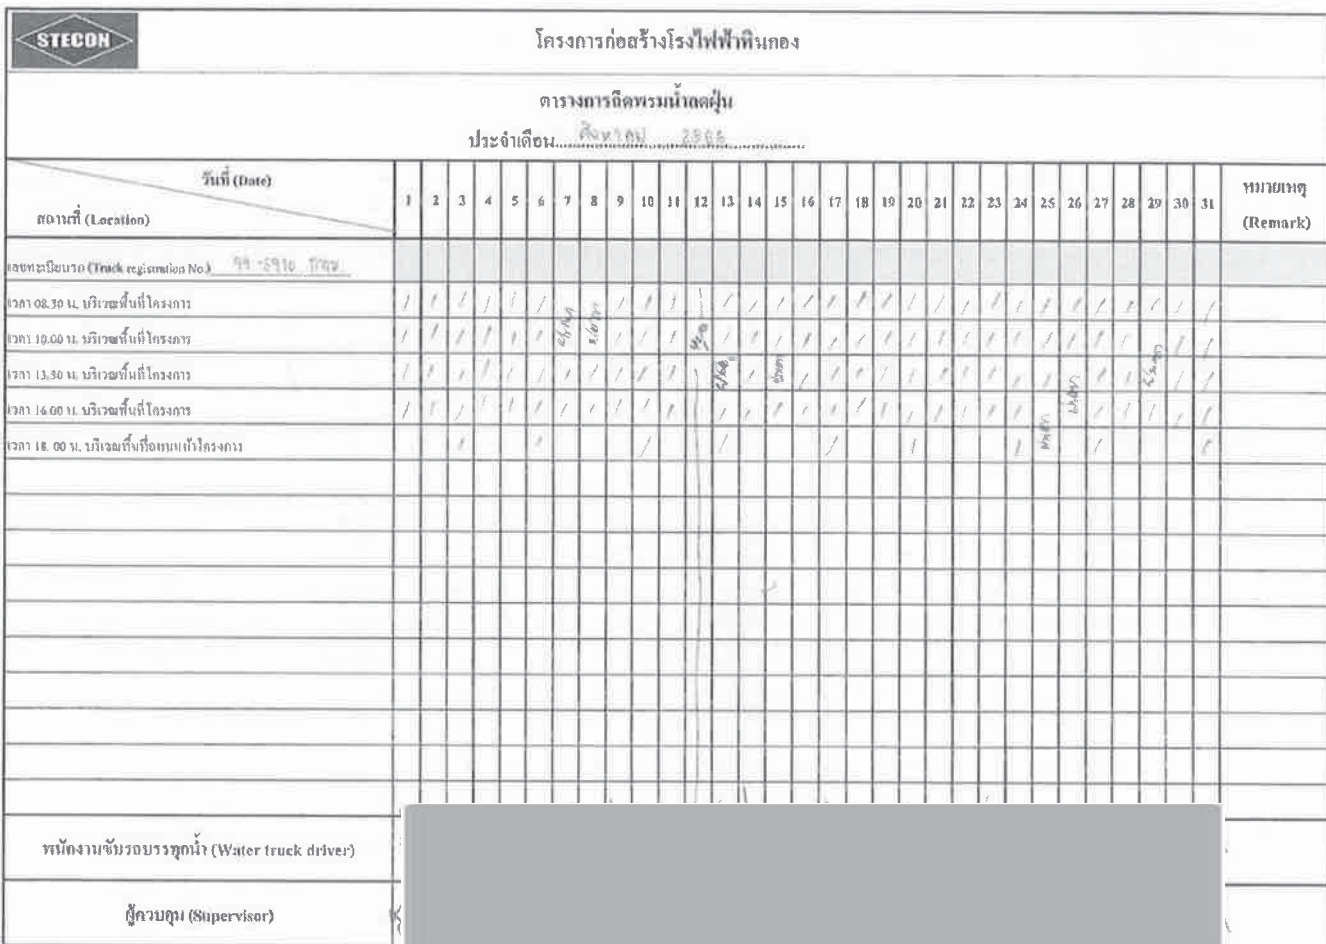 STECON
โครงการก่อสร้างโรงไฟฟ้าหินกอง
ตารางการฉีดพรมน้ำลดฝุ่น
ประจำเดือน สิงหาคม 2566
วันที่ (Date)
สถานที่ (Location)
1 2 3 4 5 6 7 8 9 10 11 12 13 14 15 16 17 18 19 20 21 22 23 24 25 26 27 28 29 30 31
หมายเหตุ
(Remark)
เลขทะเบียนรถ (Truck registration No.)
เวลา 08.30 น. บริเวณพื้นที่โครงการ
เวลา 10.00 น. บริเวณพื้นที่โครงการ
เวลา 13.30 น. บริเวณพื้นที่โครงการ
เวลา 16.00 น. บริเวณพื้นที่โครงการ
เวลา 18. 00 น. บริเวณพื้นที่ถนนหน้าโครงการ
พนักงานขับรถบรรทุกน้ำ (Water truck driver)
ผู้ควบคุม (Supervisor)